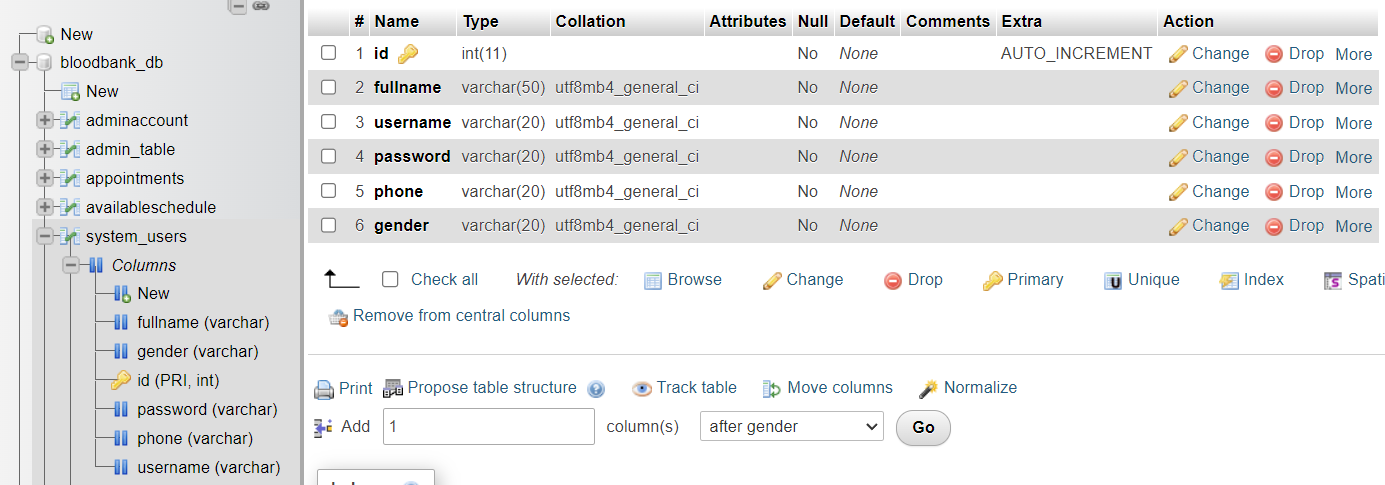 New
bloodbank_db
New
adminaccount
admin_table
appointments
availableschedule
system_users
Columns
New
fullname (varchar)
gender (varchar)
id (PRI, int)
password (varchar)
phone (varchar)
username (varchar)
# Name Type Collation Attributes Null Default Comments Extra Action
1 id int(11) No None AUTO_INCREMENT Change Drop More
2 fullname varchar(50) utf8mb4_general_ci No None Change Drop More
3 username varchar(20) utf8mb4_general_ci No None Change Drop More
4 password varchar(20) utf8mb4_general_ci No None Change Drop More
5 phone varchar(20) utf8mb4_general_ci No None Change Drop More
6 gender varchar(20) utf8mb4_general_ci No None Change Drop More
Check all With selected: Browse Change Drop Primary Unique Index Spati
Remove from central columns
Print Propose table structure Track table Move columns Normalize
Add 1 column(s) after gender Go